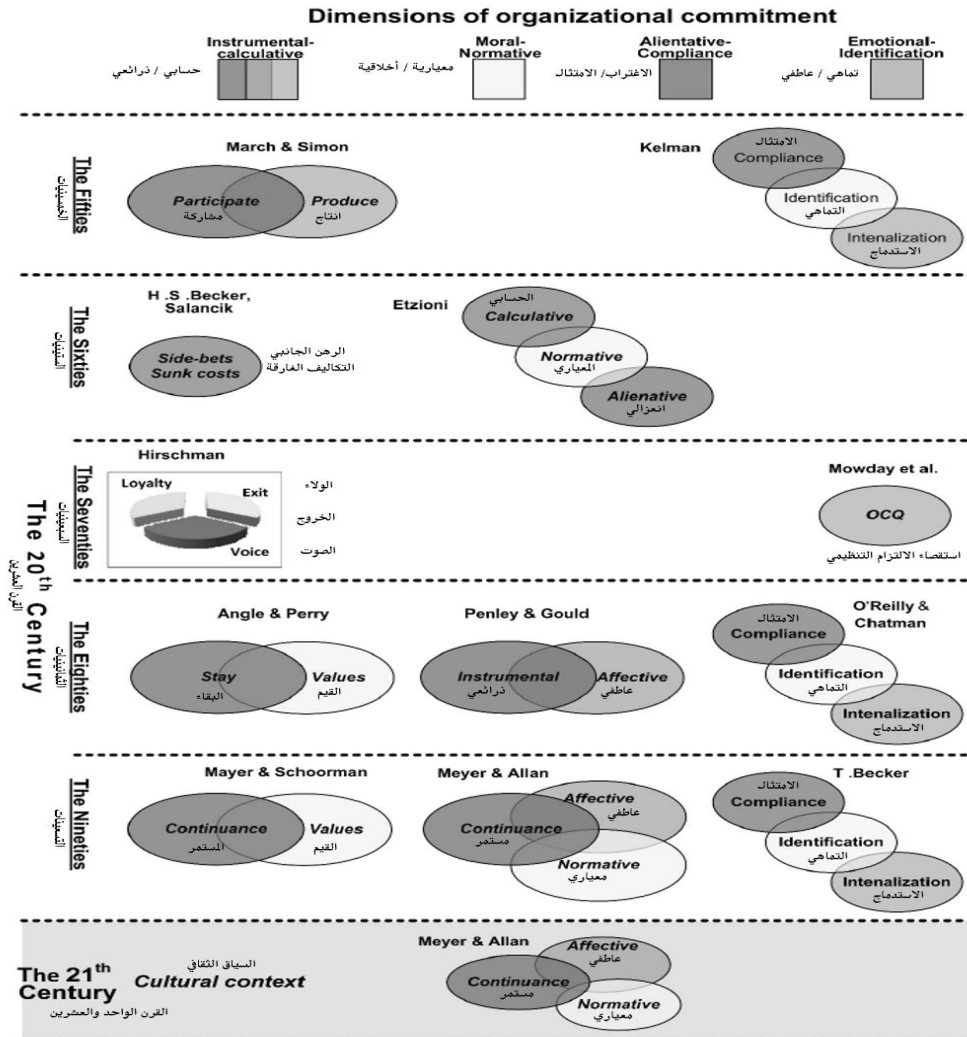 Dimensions of organizational commitment
Instrumental-
calculative
حسابي / ذرائعي
Moral-
Normative
معيارية / أخلاقية
Alientative-
Compliance
الاغتراب/ الامتثال
Emotional-
Identification
تماهي / عاطفي
The 20th Century
القرن العشرين
The Fifties
الخمسينيات
March & Simon
Participate
مشاركة
Produce
انتاج
Kelman
الامتثال
Compliance
Identification
التماهي
Intenalization
الاستدماج
The Sixties
الستينيات
H .S .Becker,
Salancik
Side-bets
Sunk costs
الرهن الجانبي
التكاليف الغارقة
Etzioni
الحسابي
Calculative
Normative
المعياري
Alienative
انعزالي
The Seventies
السبعينيات
Hirschman
Loyalty
Exit
Voice
الولاء
الخروج
الصوت
Mowday et al.
OCQ
استقصاء الالتزام التنظيمي
The Eighties
الثمانينيات
Angle & Perry
Stay
البقاء
Values
القيم
Penley & Gould
Instrumental
ذرائعي
Affective
عاطفي
O'Reilly &
Chatman
الامتثال
Compliance
Identification
التماهي
Intenalization
الاستدماج
The Nineties
التسعينات
Mayer & Schoorman
Continuance
المستمر
Values
القيم
Meyer & Allan
Affective
عاطفي
Continuance
مستمر
Normative
معياري
T .Becker
الامتثال
Compliance
Identification
التماهي
Intenalization
الاستدماج
The 21th
Century
القرن الواحد والعشرين
السياق الثقافي
Cultural context
Meyer & Allan
Affective
عاطفي
Continuance
مستمر
Normative
معياري